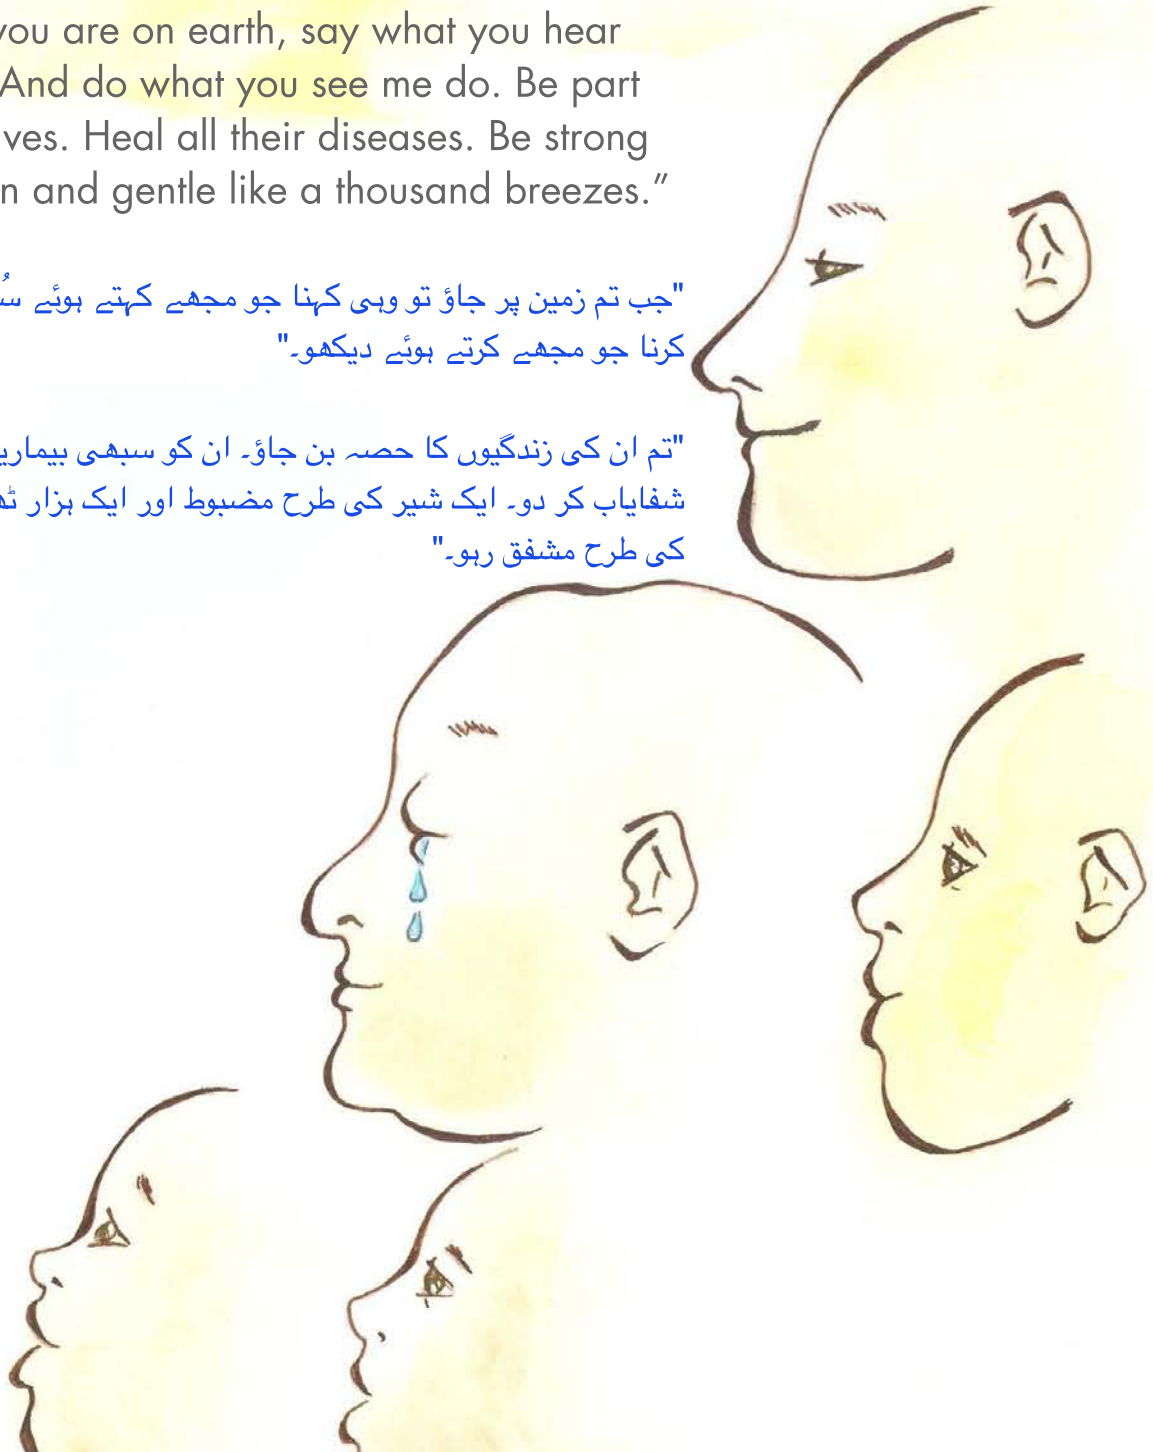 you are on earth, say what you hear
And do what you see me do. Be part
ves. Heal all their diseases. Be strong
n and gentle like a thousand breezes.”
"جب تم زمین پر جاؤ تو وہی کہنا جو مجھے کہتے ہوئے
کرنا جو مجھے کرتے ہوئے دیکھو۔"
"تم ان کی زندگیوں کا حصہ بن جاؤ۔ ان کو سبھی
شفایاب کر دو۔ ایک شیر کی طرح مضبوط اور ایک ہزار
کی طرح مشفق رہو۔"